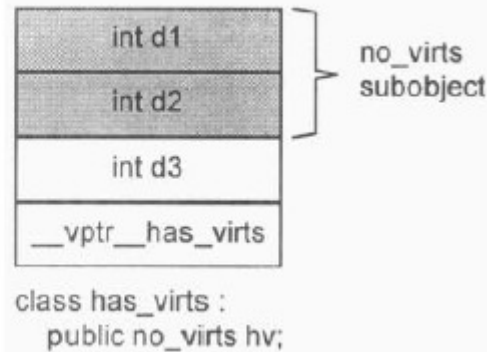 int d1
int d2
no_virts
subobject
int d3
__vptr__has_virts
class has_virts :
public no_virts hv;